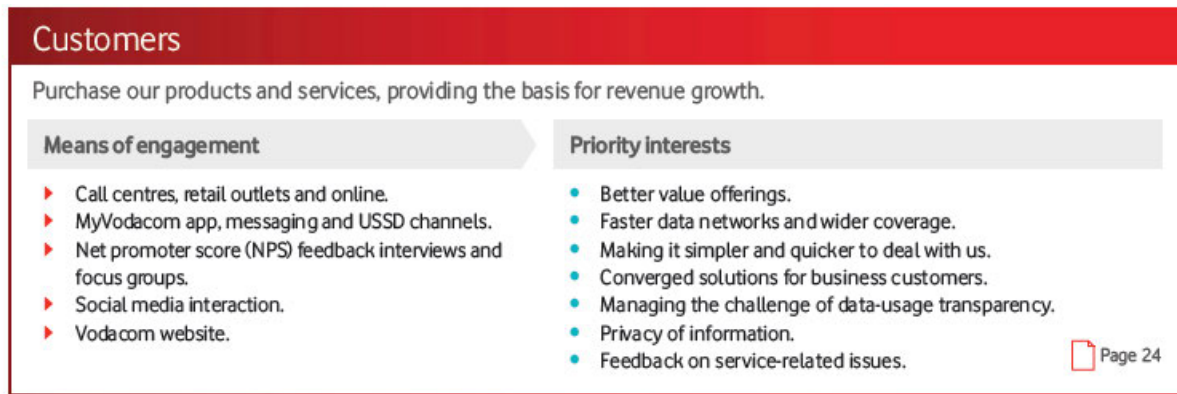 Customers
Purchase our products and services, providing the basis for revenue growth.
Means of engagement
Call centres, retail outlets and online.
MyVodacom app, messaging and USSD channels.
Net promoter score (NPS) feedback interviews and
focus groups.
Social media interaction.
Vodacom website.
Priority interests
Better value offerings.
Faster data networks and wider coverage.
Making it simpler and quicker to deal with us.
Converged solutions for business customers.
Managing the challenge of data-usage transparency.
Privacy of information.
Feedback on service-related issues.
Page 24